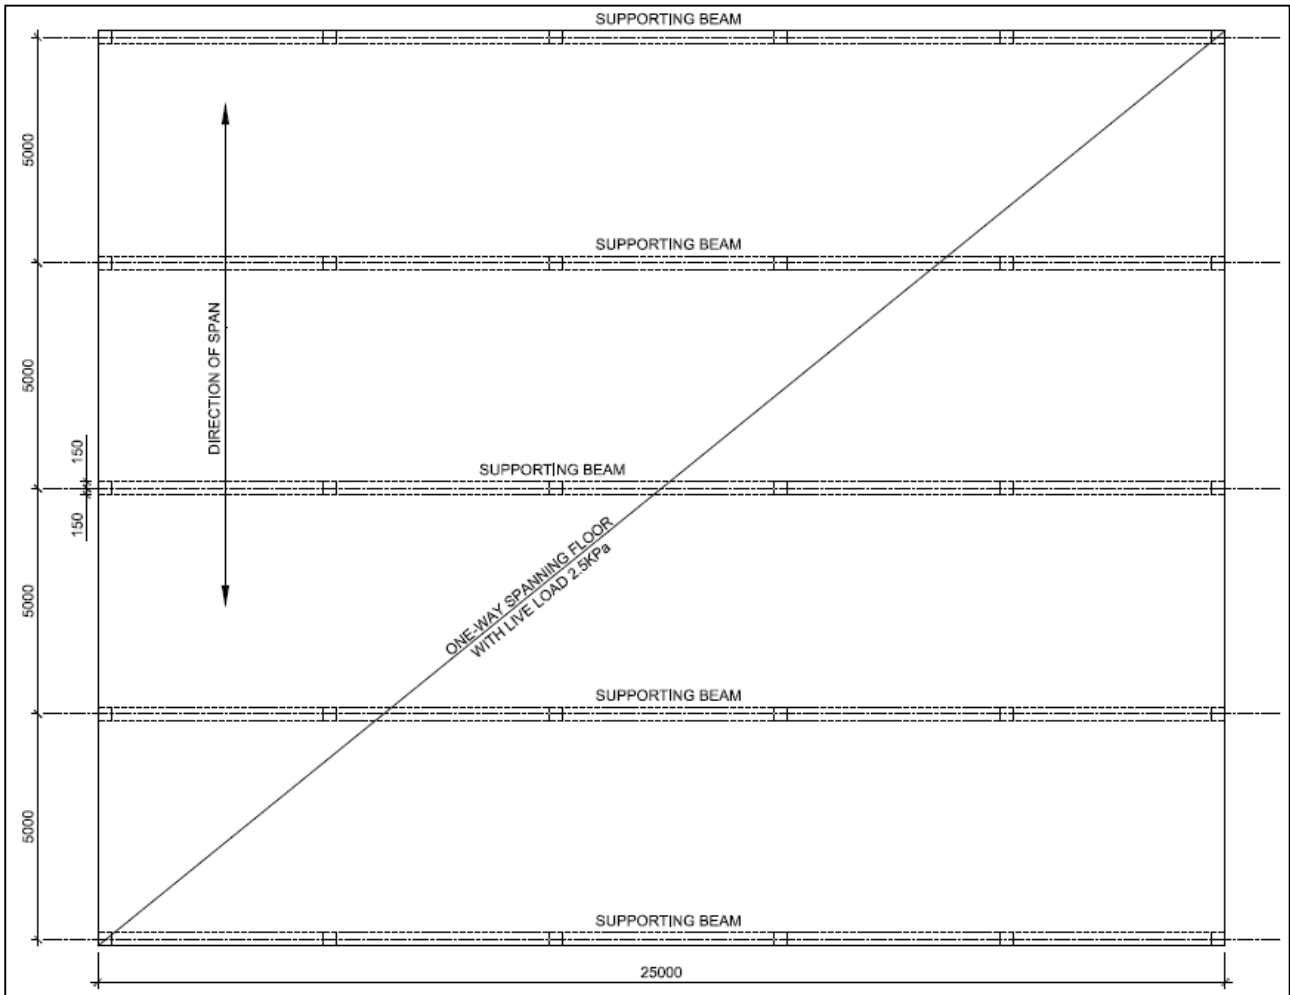 SUPPORTING BEAM
5000
SUPPORTING BEAM
DIRECTION OF SPAN
5000
150
SUPPORTING BEAM
150
ONE-WAY SPANNING FLOOR
WITH LIVE LOAD 2.5KPa
5000
SUPPORTING BEAM
5000
SUPPORTING BEAM
25000